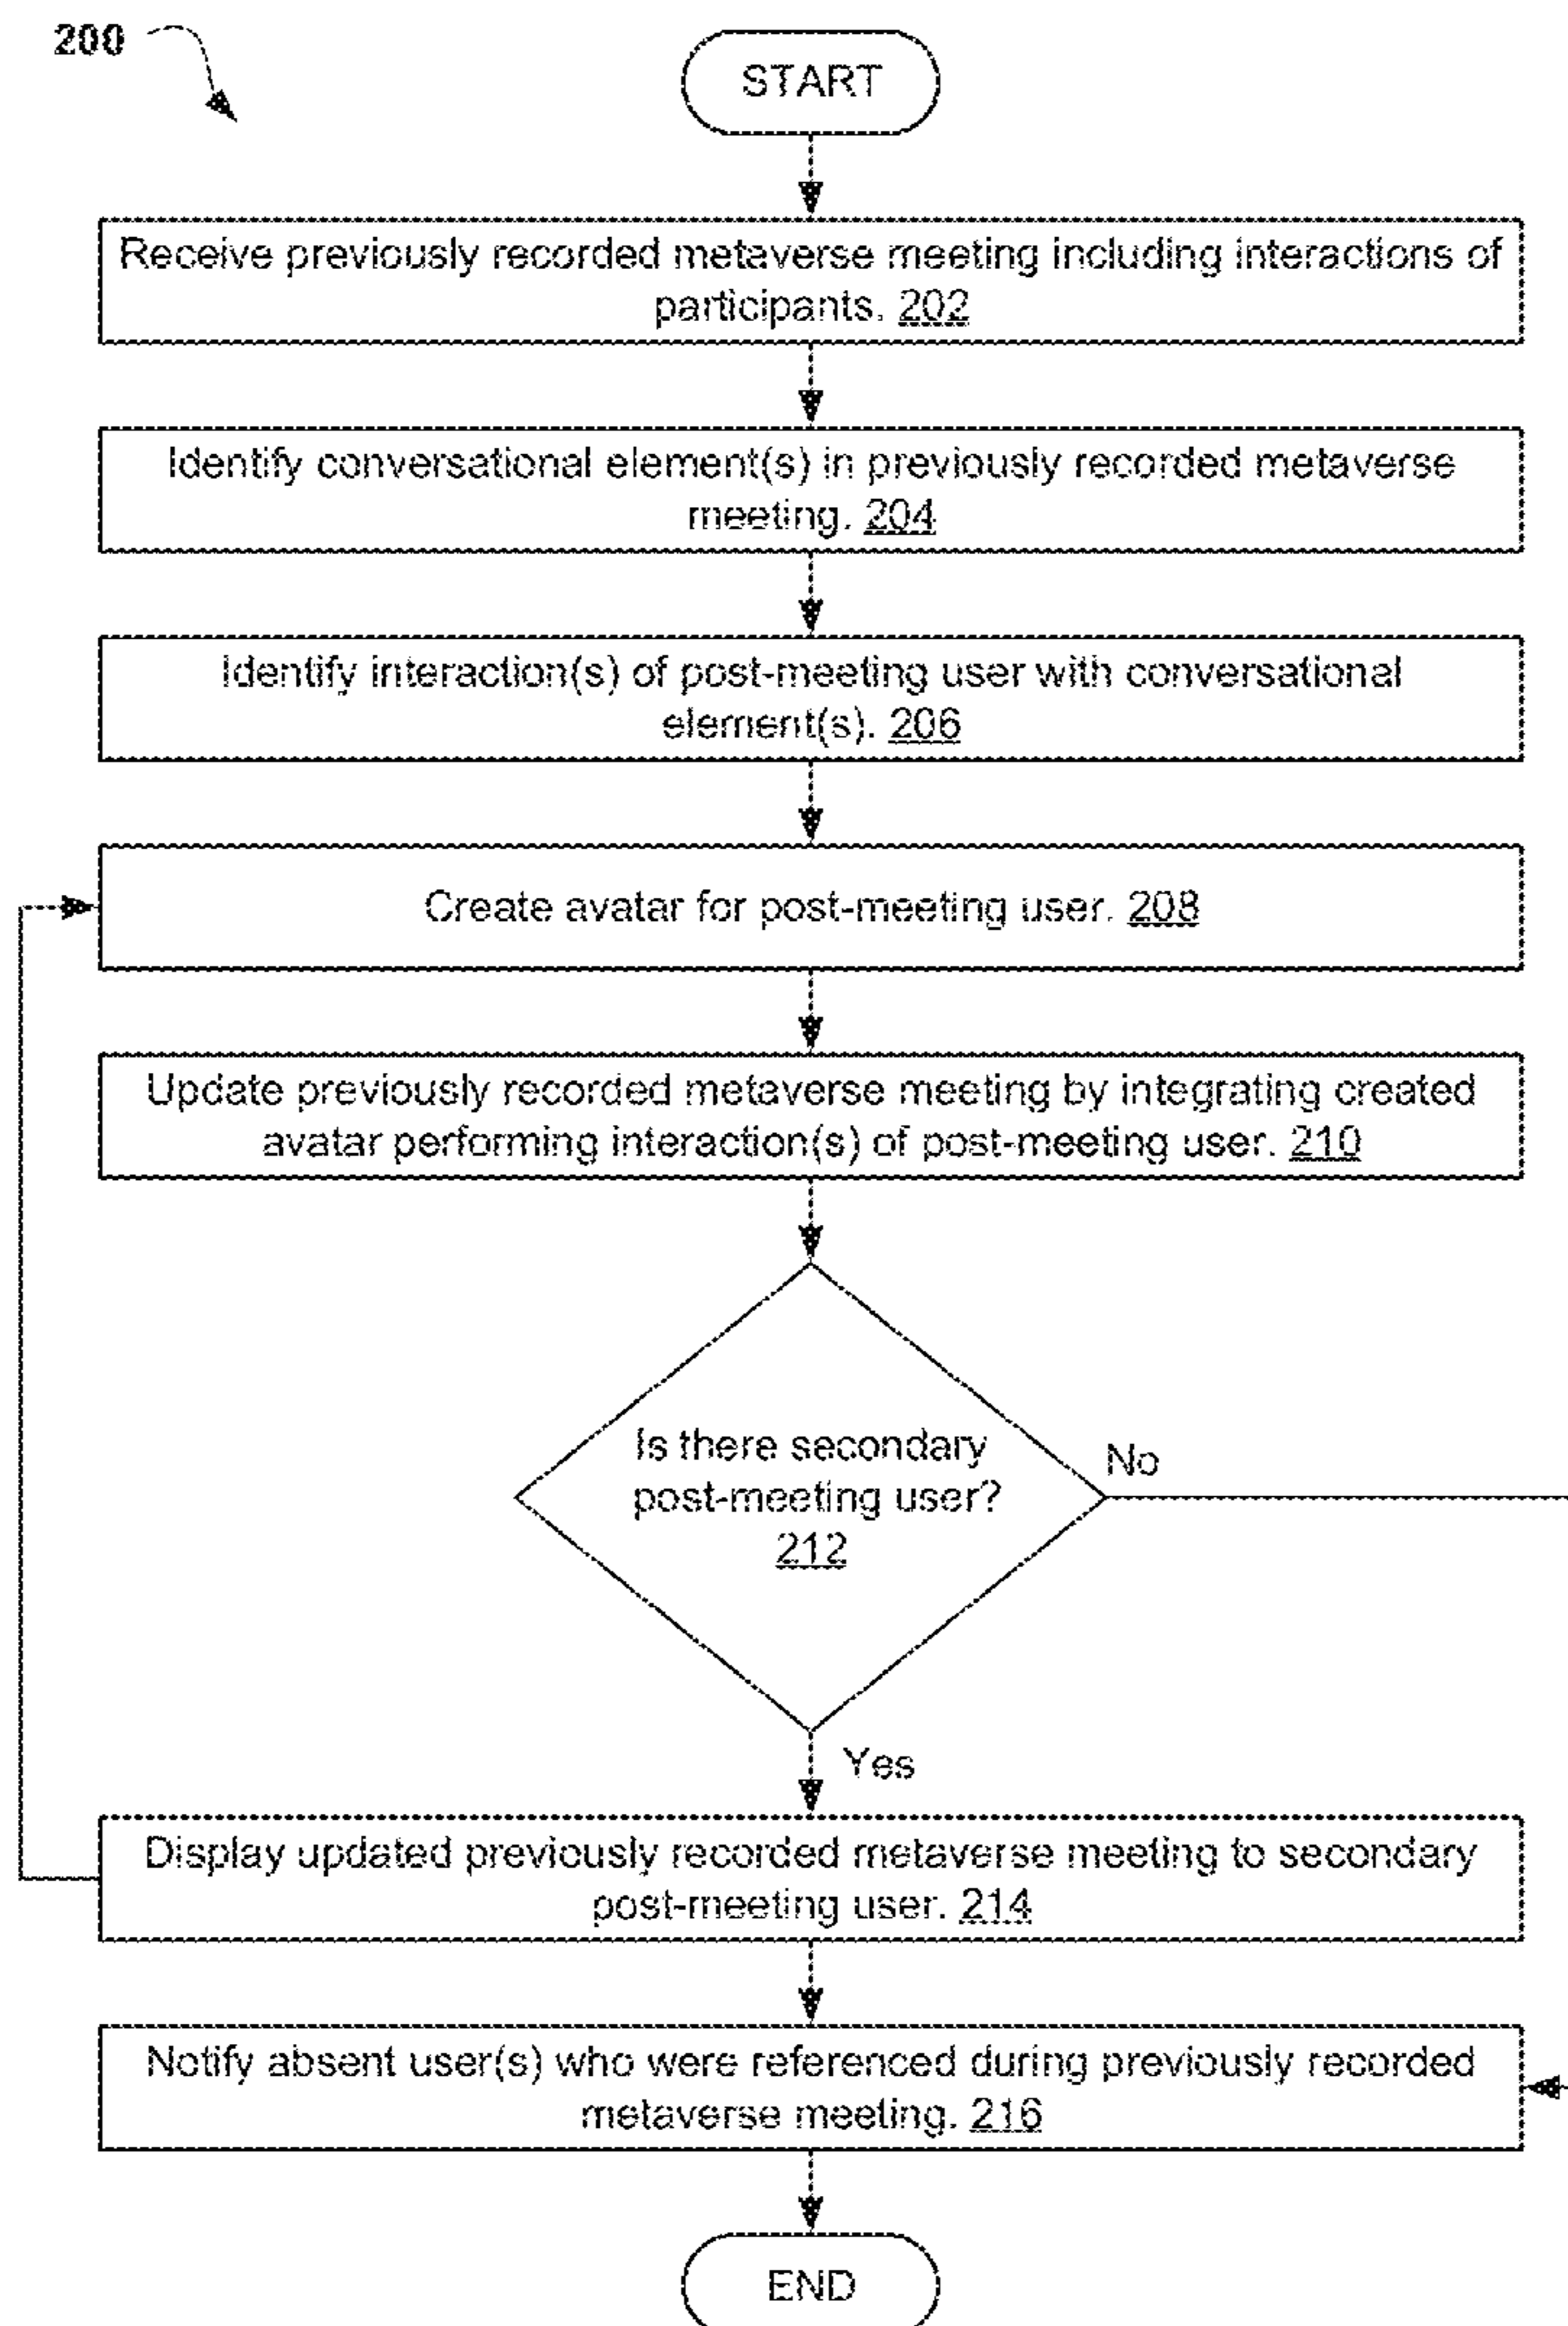 200
START
Receive previously recorded metaverse meeting including interactions of
participants. 202
Identify conversational element(s) in previously recorded metaverse
meeting. 204
Identify interaction(s) of post-meeting user with conversational
element(s). 206
Create avatar for post-meeting user. 208
Update previously recorded metaverse meeting by integrating created
avatar performing interaction(s) of post-meeting user. 210
Is there secondary
post-meeting user?
212
No
Yes
Display updated previously recorded metaverse meeting to secondary
post-meeting user. 214
Notify absent user(s) who were referenced during previously recorded
metaverse meeting. 216
END